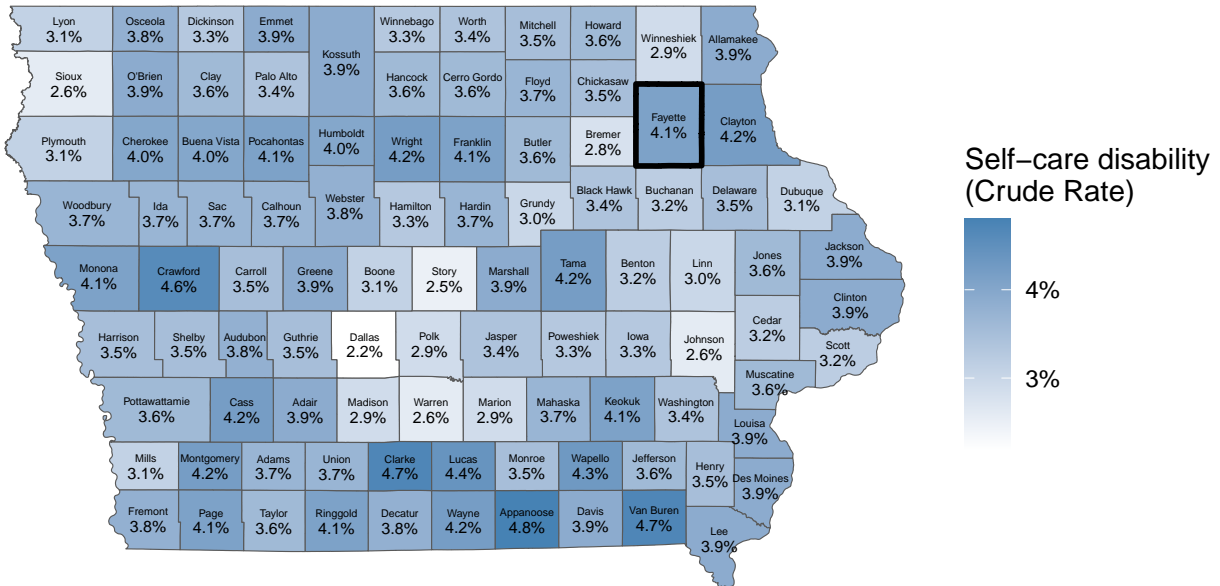 Lyon
3.1%
Osceola
3.8%
Dickinson
3.3%
Emmet
3.9%
Kossuth
3.9%
Winnebago
3.3%
Worth
3.4%
Mitchell
3.5%
Howard
3.6%
Winneshiek
2.9%
Allamakee
3.9%
Sioux
2.6%
O'Brien
3.9%
Clay
3.6%
Palo Alto
3.4%
Hancock
3.6%
Cerro Gordo
3.6%
Floyd
3.7%
Chickasaw
3.5%
Fayette
4.1%
Clayton
4.2%
Plymouth
3.1%
Cherokee
4.0%
Buena Vista
4.0%
Pocahontas
4.1%
Humboldt
4.0%
Wright
4.2%
Franklin
4.1%
Butler
3.6%
Bremer
2.8%
Woodbury
3.7%
Ida
3.7%
Sac
3.7%
Calhoun
3.7%
Webster
3.8%
Hamilton
3.3%
Hardin
3.7%
Grundy
3.0%
Black Hawk
3.4%
Buchanan
3.2%
Delaware
3.5%
Dubuque
3.1%
Monona
4.1%
Crawford
4.6%
Carroll
3.5%
Greene
3.9%
Boone
3.1%
Story
2.5%
Marshall
3.9%
Tama
4.2%
Benton
3.2%
Linn
3.0%
Jones
3.6%
Jackson
3.9%
Clinton
3.9%
Harrison
3.5%
Shelby
3.5%
Audubon
3.8%
Guthrie
3.5%
Dallas
2.2%
Polk
2.9%
Jasper
3.4%
Poweshiek
3.3%
Iowa
3.3%
Johnson
2.6%
Cedar
3.2%
Scott
3.2%
Muscatine
3.6%
Pottawattamie
3.6%
Cass
4.2%
Adair
3.9%
Madison
2.9%
Warren
2.6%
Marion
2.9%
Mahaska
3.7%
Keokuk
4.1%
Washington
3.4%
Louisa
3.9%
Mills
3.1%
Montgomery
4.2%
Adams
3.7%
Union
3.7%
Clarke
4.7%
Lucas
4.4%
Monroe
3.5%
Wapello
4.3%
Jefferson
3.6%
Henry
3.5%
Des Moines
3.9%
Fremont
3.8%
Page
4.1%
Taylor
3.6%
Ringgold
4.1%
Decatur
3.8%
Wayne
4.2%
Appanoose
4.8%
Davis
3.9%
Van Buren
4.7%
Lee
3.9%
Self−care disability
(Crude Rate)
4%
3%